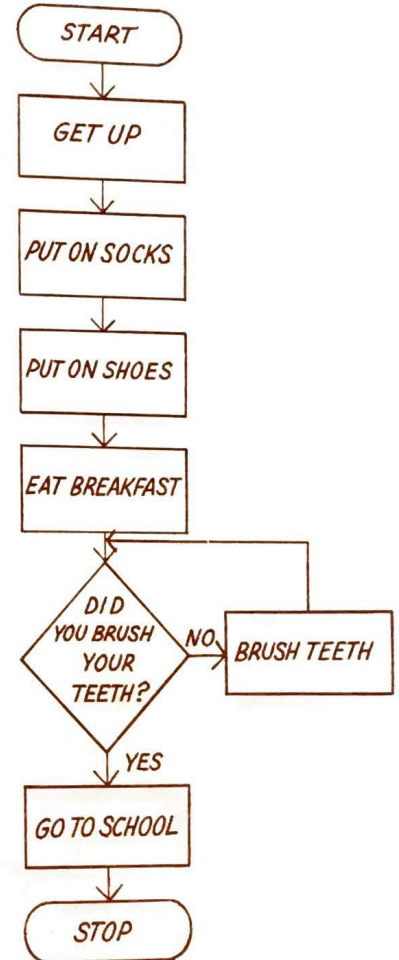 START
GET UP
PUT ON SOCKS
PUT ON SHOES
EAT BREAKFAST
DID
YOU BRUSH
YOUR
TEETH?
NO
BRUSH TEETH
YES
GO TO SCHOOL
STOP